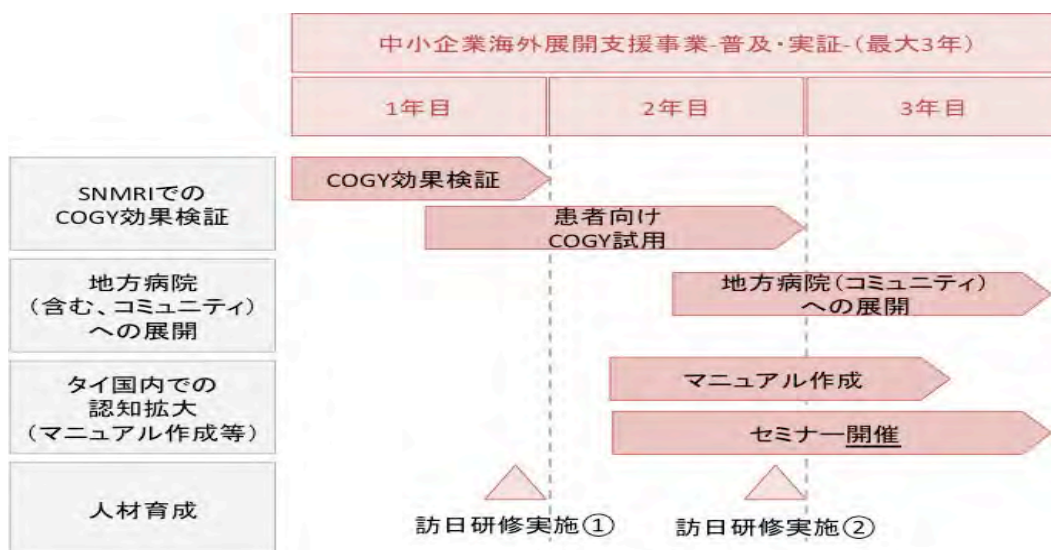 中小企業海外展開支援事業-普及・実証-(最大3年)
1年目
2年目
3年目
SNMRIでの
COGY効果検証
COGY効果検証
患者向け
COGY試用
地方病院
(含む、コミュニティ)
への展開
地方病院(コミュニティ)
への展開
タイ国内での
認知拡大
(マニュアル作成等)
マニュアル作成
セミナー開催
人材育成
訪日研修実施①
訪日研修実施②